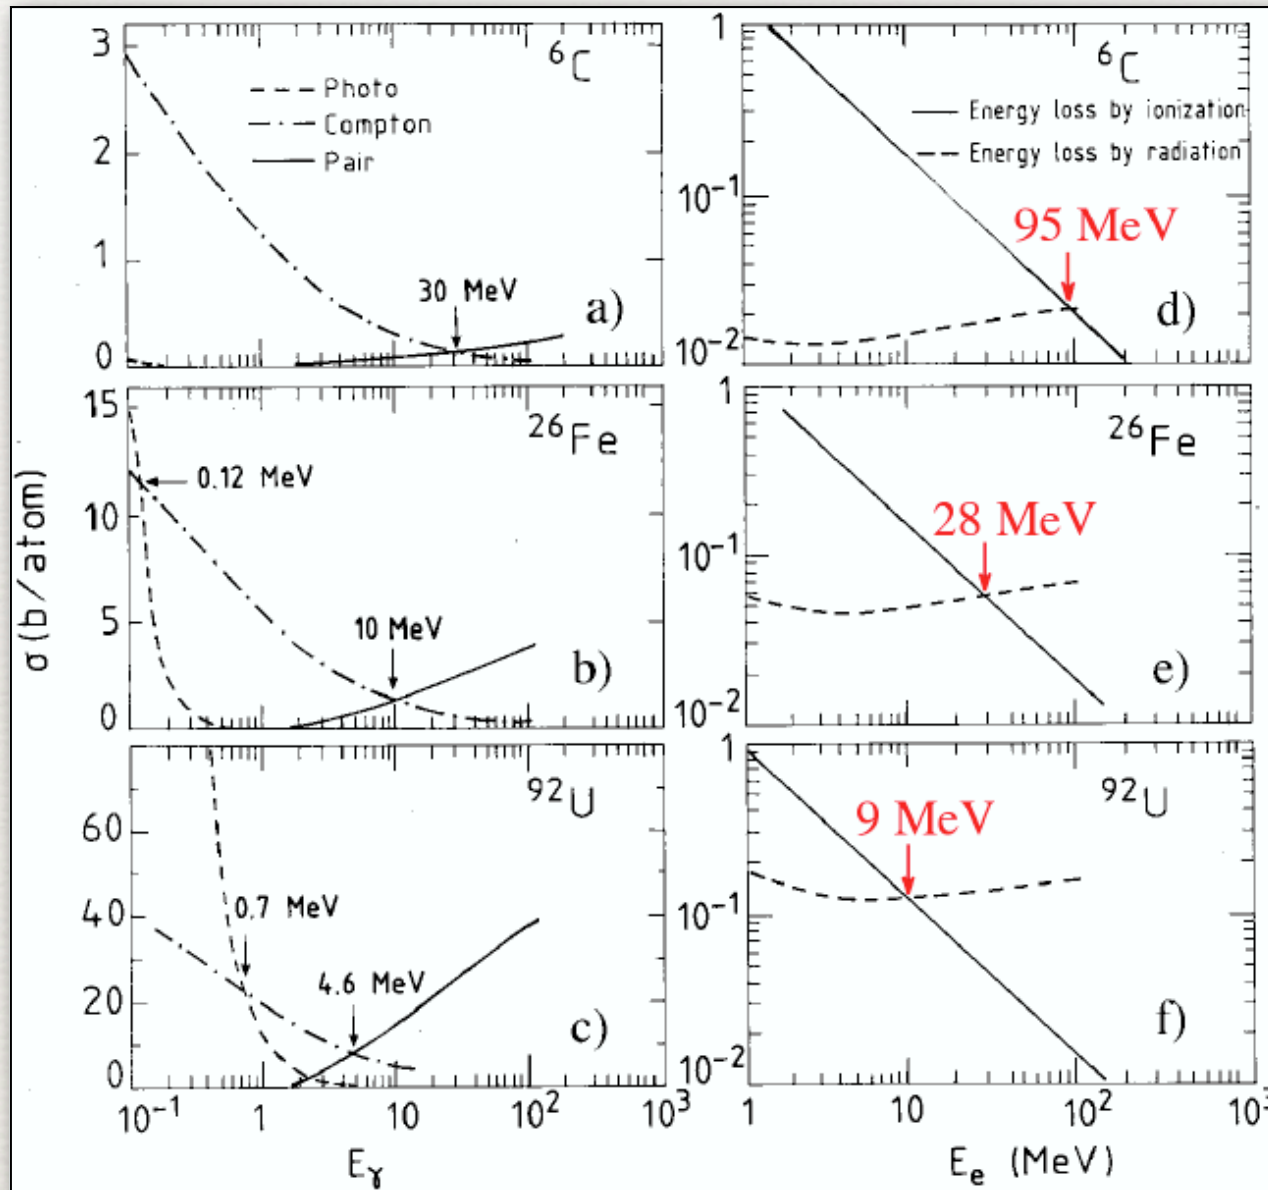 σ (b/atom)
3
2
1
0
⁶C
Photo
Compton
Pair
30 MeV
a)
1
10⁻¹
10⁻²
⁶C
Energy loss by ionization
Energy loss by radiation
95 MeV
d)
15
10
5
0
²⁶Fe
0.12 MeV
10 MeV
b)
1
10⁻¹
10⁻²
²⁶Fe
28 MeV
e)
60
40
20
0
⁹²U
0.7 MeV
4.6 MeV
c)
10⁻¹ 1 10 10² 10³
E_γ
1
10⁻¹
10⁻²
⁹²U
9 MeV
f)
1 10 10² 10³
E_e (MeV)